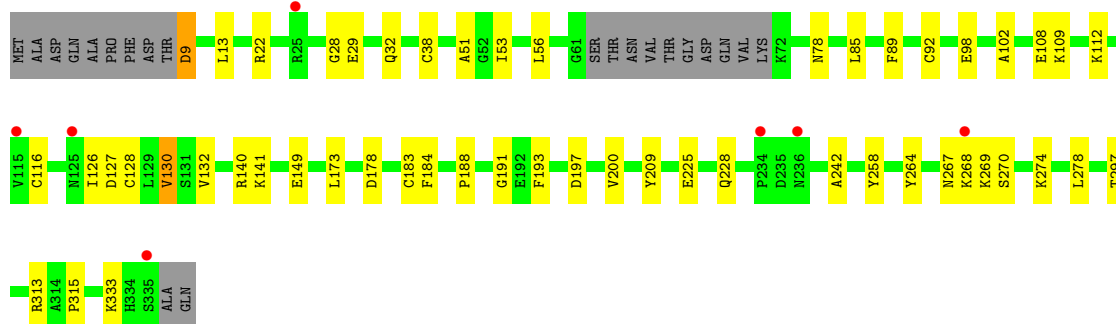 MET ALA ASP GLN ALA PRO PHE ASP THR D9 L13 R22 R25 G28 E29 Q32 C38 A51 G52 I53 L56 G61 SER THR ASN VAL THR GLY ASP GLN VAL LYS K72 N78 L85 F89 C92 E98 A102 E108 K109 K112
V115 C116 N125 I126 D127 C128 L129 V130 S131 V132 R140 K141 E149 L173 D178 C183 F184 P188 G191 E192 F193 D197 V200 Y209 E225 Q228 P234 D235 N236 A242 Y258 Y264 N267 K268 K269 S270 K274 L278 T297
R313 A314 P315 K333 H334 S335 ALA GLN